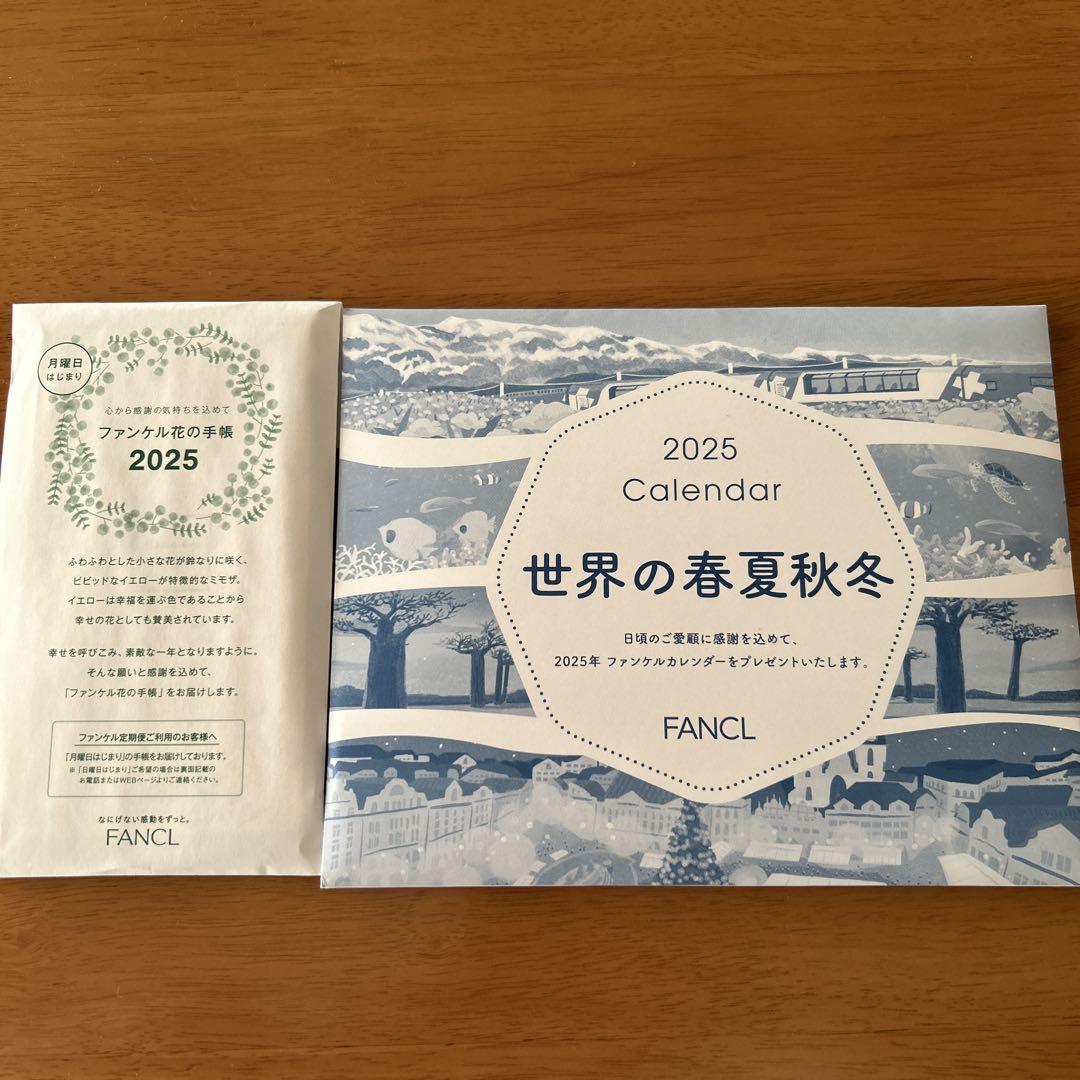 月曜日
はじまり
心から感謝の気持ちを込めて
ファンケル花の手帳
2025
ふわふわとした小さな花が鈴なりに咲く、
ビビッドなイエローが特徴的なミモザ。
イエローは幸福を運ぶ色であることから
幸せの花としても賛美されています。
幸せを呼びこみ、素敵な一年となりますように。
そんな願いと感謝を込めて、
「ファンケル花の手帳」をお届けします。
ファンケル定期便ご利用のお客様へ
「月曜日はじまり」の手帳をお届けしております。
※「日曜日はじまり」ご希望の場合は裏面記載の
お電話またはWEBページよりご連絡ください。
なにげない感動をずっと。
FANCL
2025
Calendar
世界の春夏秋冬
日頃のご愛顧に感謝を込めて、
2025年 ファンケルカレンダーをプレゼントいたします。
FANCL